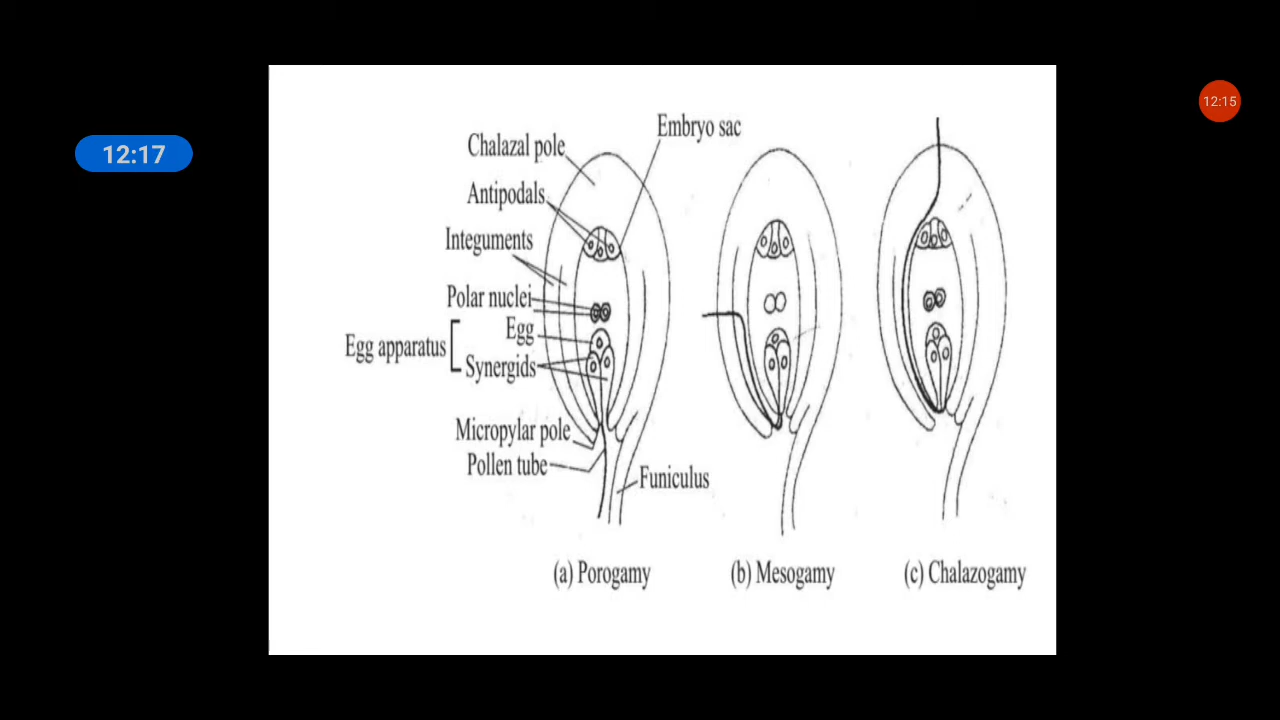 12:17
12:15
Embryo sac
Chalazal pole
Antipodals
Integuments
Polar nuclei
Egg
Egg apparatus
Synergids
Micropylar pole
Pollen tube
Funiculus
(a) Porogamy
(b) Mesogamy
(c) Chalazogamy